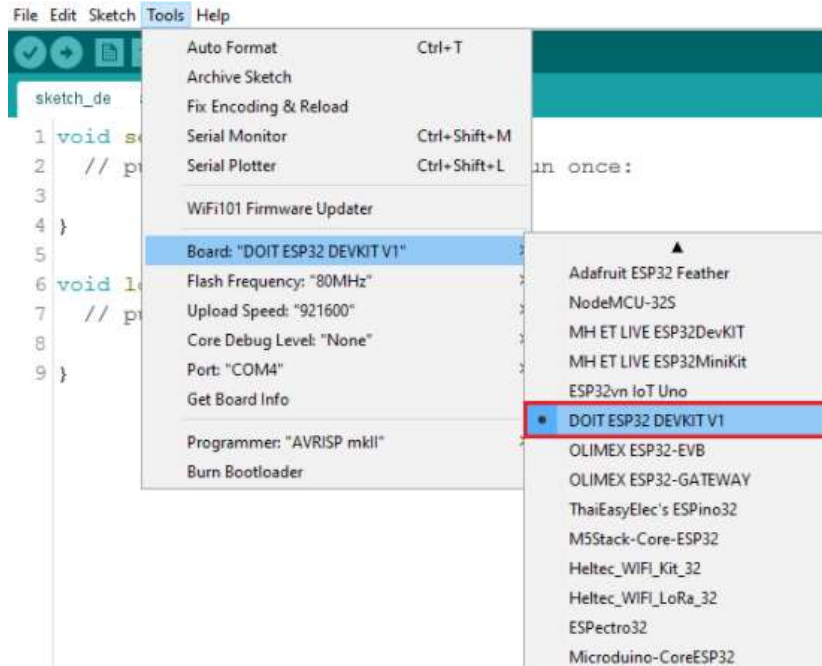 File Edit Sketch Tools Help
Auto Format Ctrl+T
Archive Sketch
sketch_de
Fix Encoding & Reload
1 void s
Serial Monitor Ctrl+Shift+M
2 // p
Serial Plotter Ctrl+Shift+L
un once:
3
WiFi101 Firmware Updater
4 }
5
Board: "DOIT ESP32 DEVKIT V1"
6 void l
Flash Frequency: "80MHz"
7 // p
Upload Speed: "921600"
8
Core Debug Level: "None"
9 }
Port: "COM4"
Get Board Info
Programmer: "AVRISP mkII"
Burn Bootloader
Adafruit ESP32 Feather
NodeMCU-32S
MH ET LIVE ESP32DevKIT
MH ET LIVE ESP32MiniKit
ESP32vn IoT Uno
DOIT ESP32 DEVKIT V1
OLIMEX ESP32-EVB
OLIMEX ESP32-GATEWAY
ThaiEasyElec's ESPino32
M5Stack-Core-ESP32
Heltec_WIFI_Kit_32
Heltec_WIFI_LoRa_32
ESPectro32
Microduino-CoreESP32